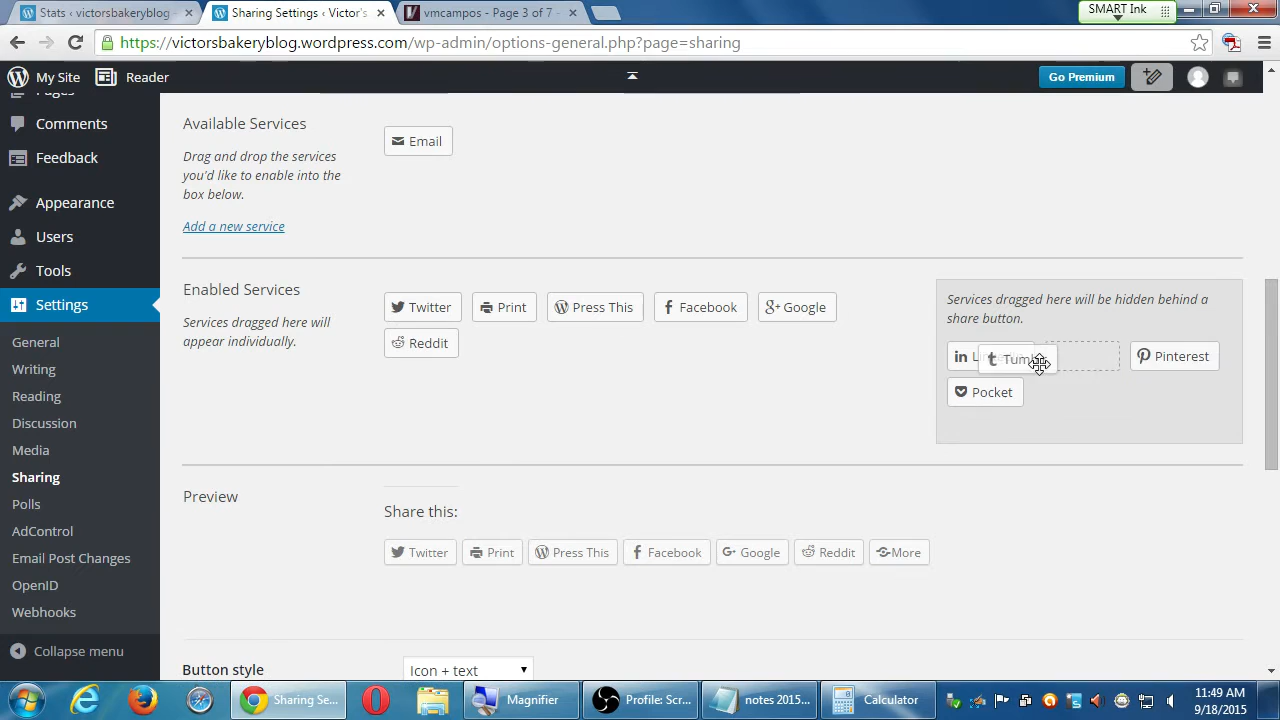 Stats ‹ victorsbakeryblog
Sharing Settings ‹ Victor's
vmcampos - Page 3 of 7 -
SMART Ink
https://victorsbakeryblog.wordpress.com/wp-admin/options-general.php?page=sharing
My Site
Reader
Go Premium
Pages
Comments
Feedback
Appearance
Users
Tools
Settings
General
Writing
Reading
Discussion
Media
Sharing
Polls
AdControl
Email Post Changes
OpenID
Webhooks
Collapse menu
Available Services
Drag and drop the services
you'd like to enable into the
box below.
Add a new service
Email
Enabled Services
Services dragged here will
appear individually.
Twitter
Print
Press This
Facebook
Google
Reddit
Services dragged here will be hidden behind a
share button.
Pinterest
Pocket
Preview
Share this:
Twitter
Print
Press This
Facebook
Google
Reddit
More
Button style
Icon + text
Sharing Se...
Magnifier
Profile: Scr...
notes 2015...
Calculator
11:49 AM
9/18/2015